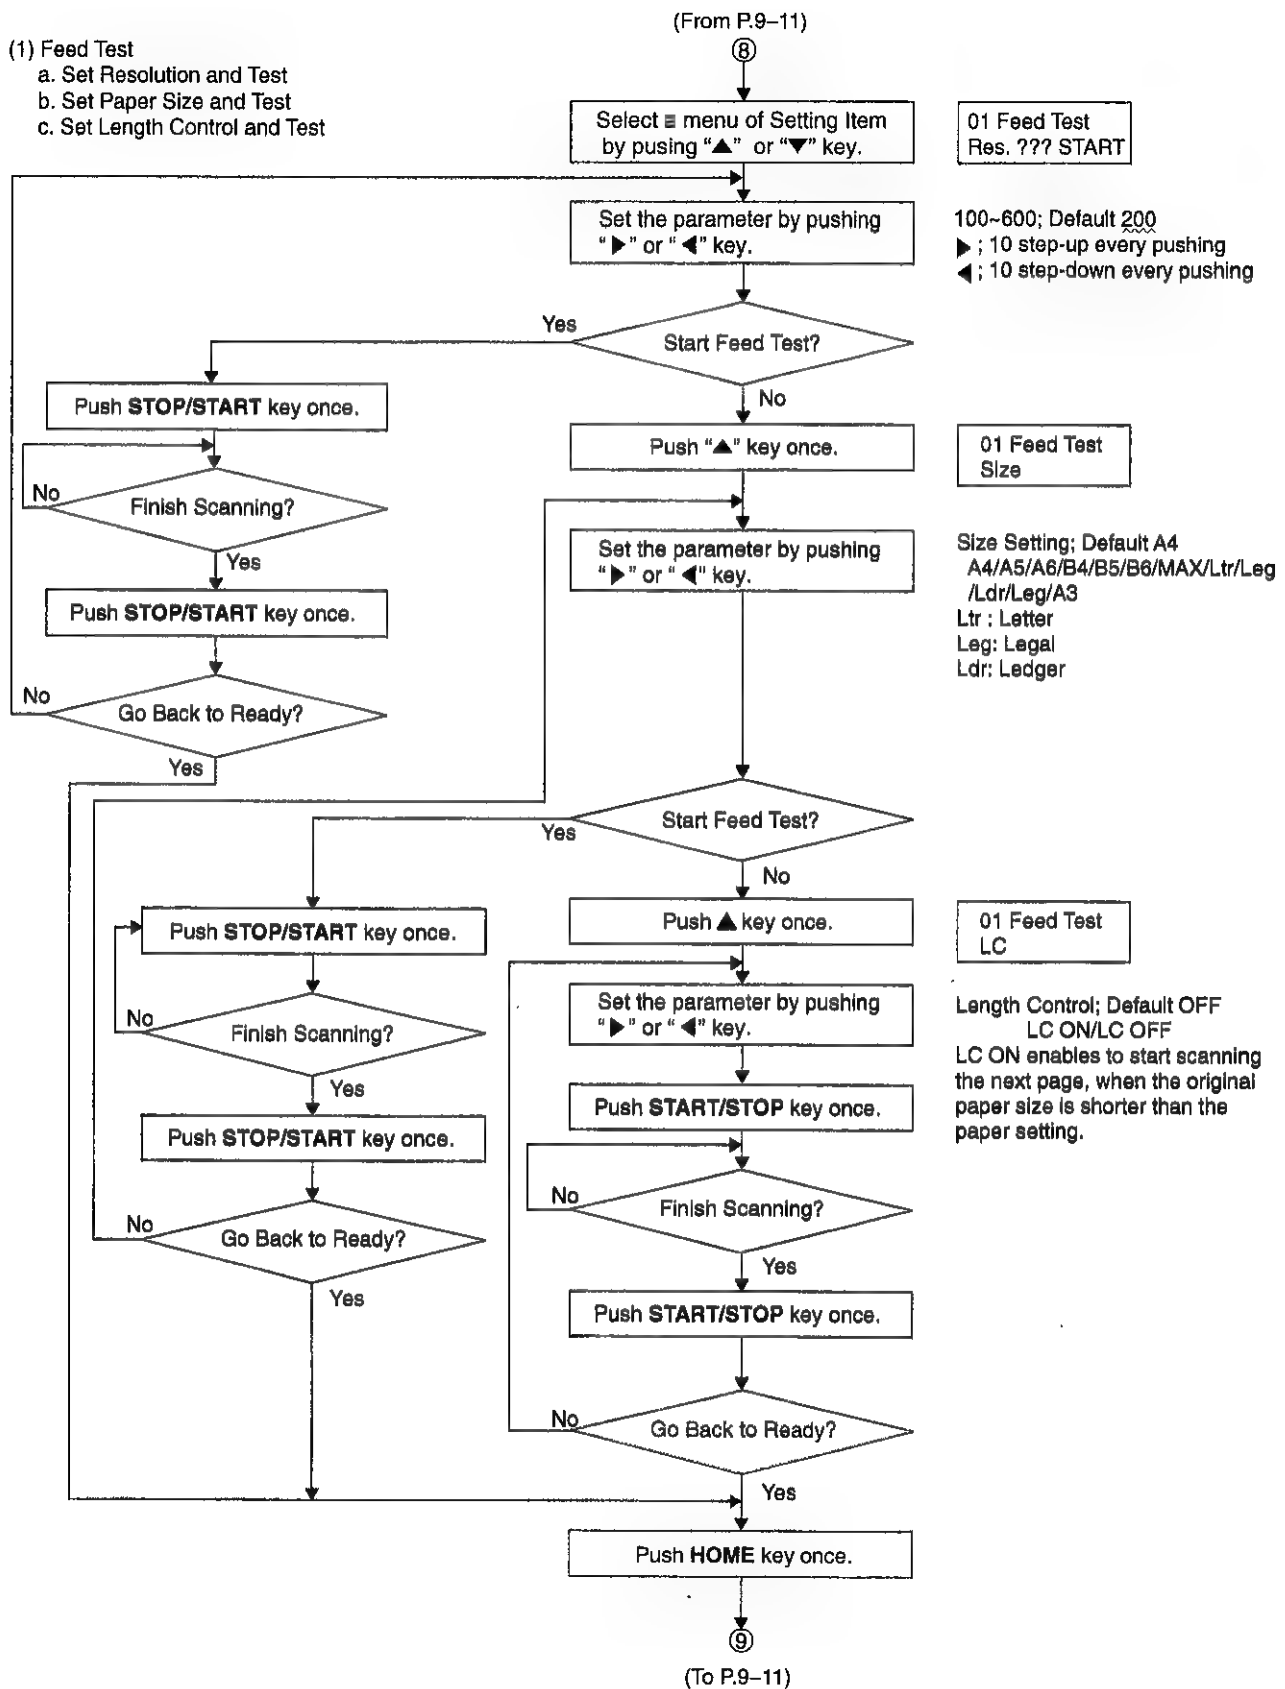 (From P.9–11)
(1) Feed Test
a. Set Resolution and Test
b. Set Paper Size and Test
c. Set Length Control and Test
⑧
Select ≡ menu of Setting Item
by pusing “▲” or “▼” key.
01 Feed Test
Res. ??? START
Set the parameter by pushing
“▶” or “◀” key.
100~600; Default 200
▶; 10 step-up every pushing
◀; 10 step-down every pushing
Yes
Start Feed Test?
No
Push STOP/START key once.
Push “▲” key once.
01 Feed Test
Size
No
Finish Scanning?
Yes
Set the parameter by pushing
“▶” or “◀” key.
Size Setting; Default A4
A4/A5/A6/B4/B5/B6/MAX/Ltr/Leg
/Ldr/Leg/A3
Ltr : Letter
Leg: Legal
Ldr: Ledger
Push STOP/START key once.
No
Go Back to Ready?
Yes
Yes
Start Feed Test?
No
Push STOP/START key once.
Push ▲ key once.
01 Feed Test
LC
No
Finish Scanning?
Yes
Set the parameter by pushing
“▶” or “◀” key.
Length Control; Default OFF
LC ON/LC OFF
LC ON enables to start scanning
the next page, when the original
paper size is shorter than the
paper setting.
Push START/STOP key once.
Push STOP/START key once.
No
Finish Scanning?
Yes
No
Go Back to Ready?
Yes
Push START/STOP key once.
No
Go Back to Ready?
Yes
Push HOME key once.
⑨
(To P.9–11)